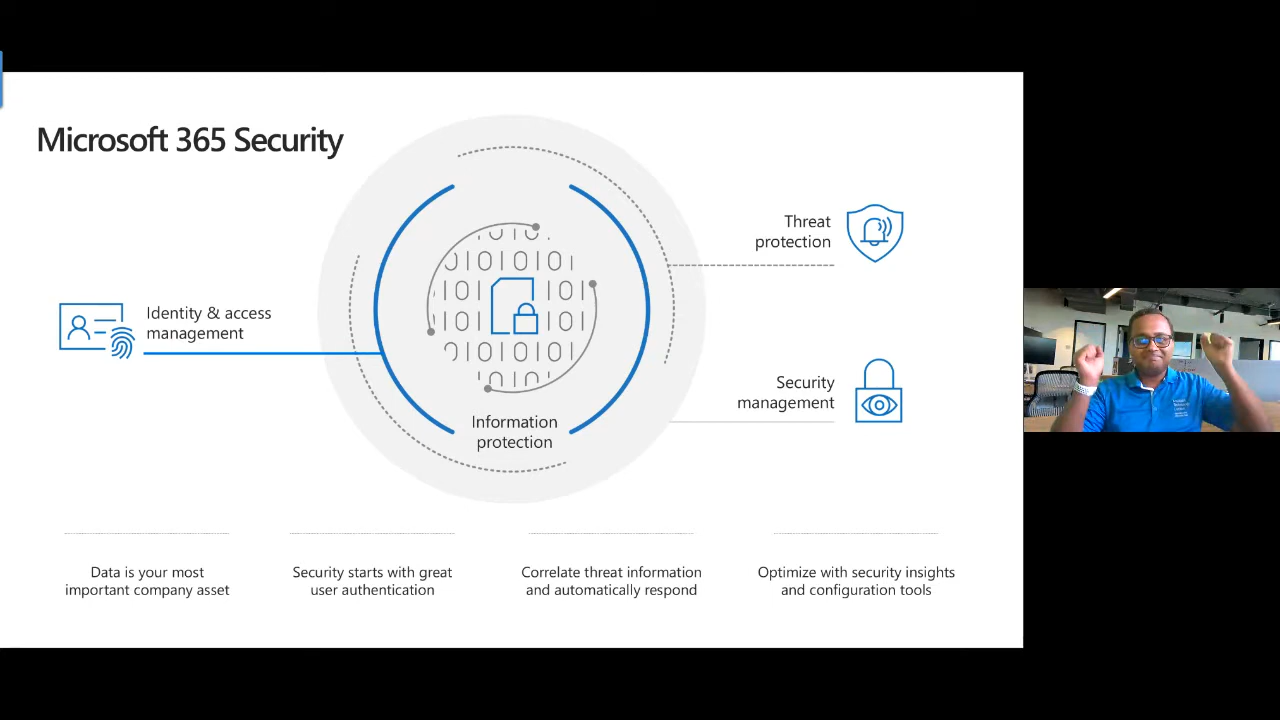 Microsoft 365 Security
Threat
protection
Identity & access
management
Security
management
Information
protection
Data is your most
important company asset
Security starts with great
user authentication
Correlate threat information
and automatically respond
Optimize with security insights
and configuration tools